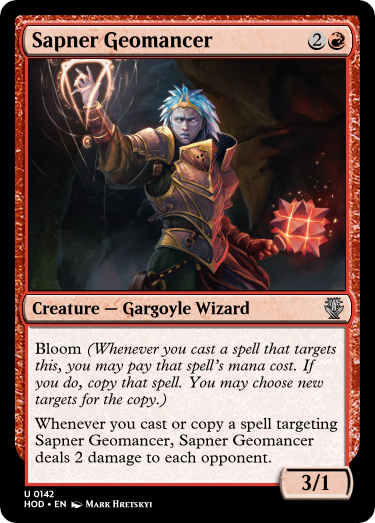 Sapner Geomancer 2
Creature — Gargoyle Wizard
Bloom (Whenever you cast a spell that targets
this, you may pay that spell's mana cost. If
you do, copy that spell. You may choose new
targets for the copy.)
Whenever you cast or copy a spell targeting
Sapner Geomancer, Sapner Geomancer
deals 2 damage to each opponent.
3/1
U 0142
HOD • EN Mark Hretskyi